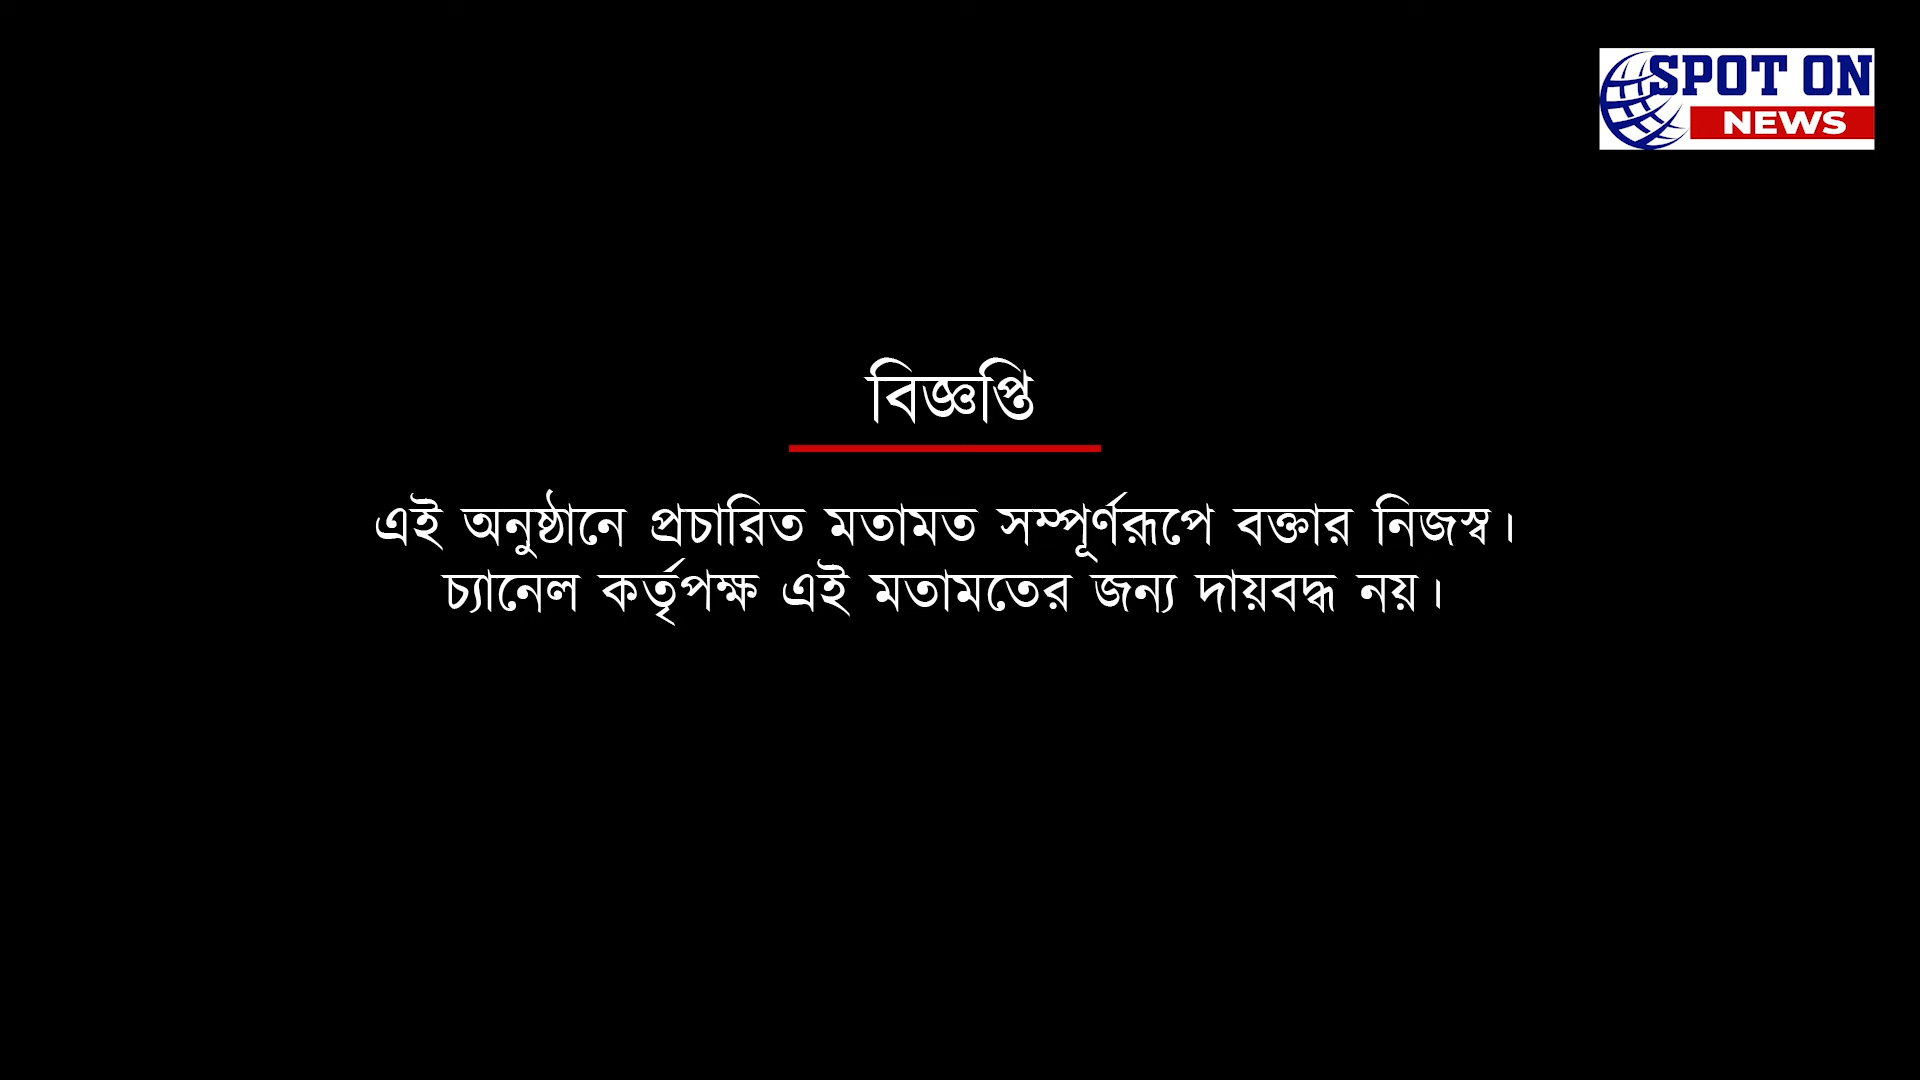 SPOT ON
NEWS
বিজ্ঞপ্তি
এই অনুষ্ঠানে প্রচারিত মতামত সম্পূর্ণরূপে বক্তার নিজস্ব।
চ্যানেল কর্তৃপক্ষ এই মতামতের জন্য দায়বদ্ধ নয়।